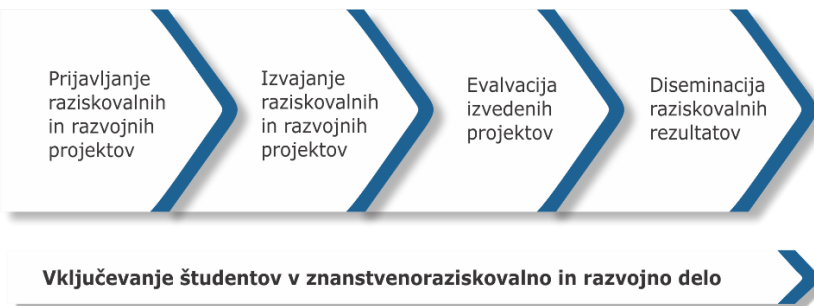 Prijavljanje
raziskovalnih
in razvojnih
projektov
Izvajanje
raziskovalnih
in razvojnih
projektov
Evalvacija
izvedenih
projektov
Diseminacija
raziskovalnih
rezultatov
Vključevanje študentov v znanstvenoraziskovalno in razvojno delo